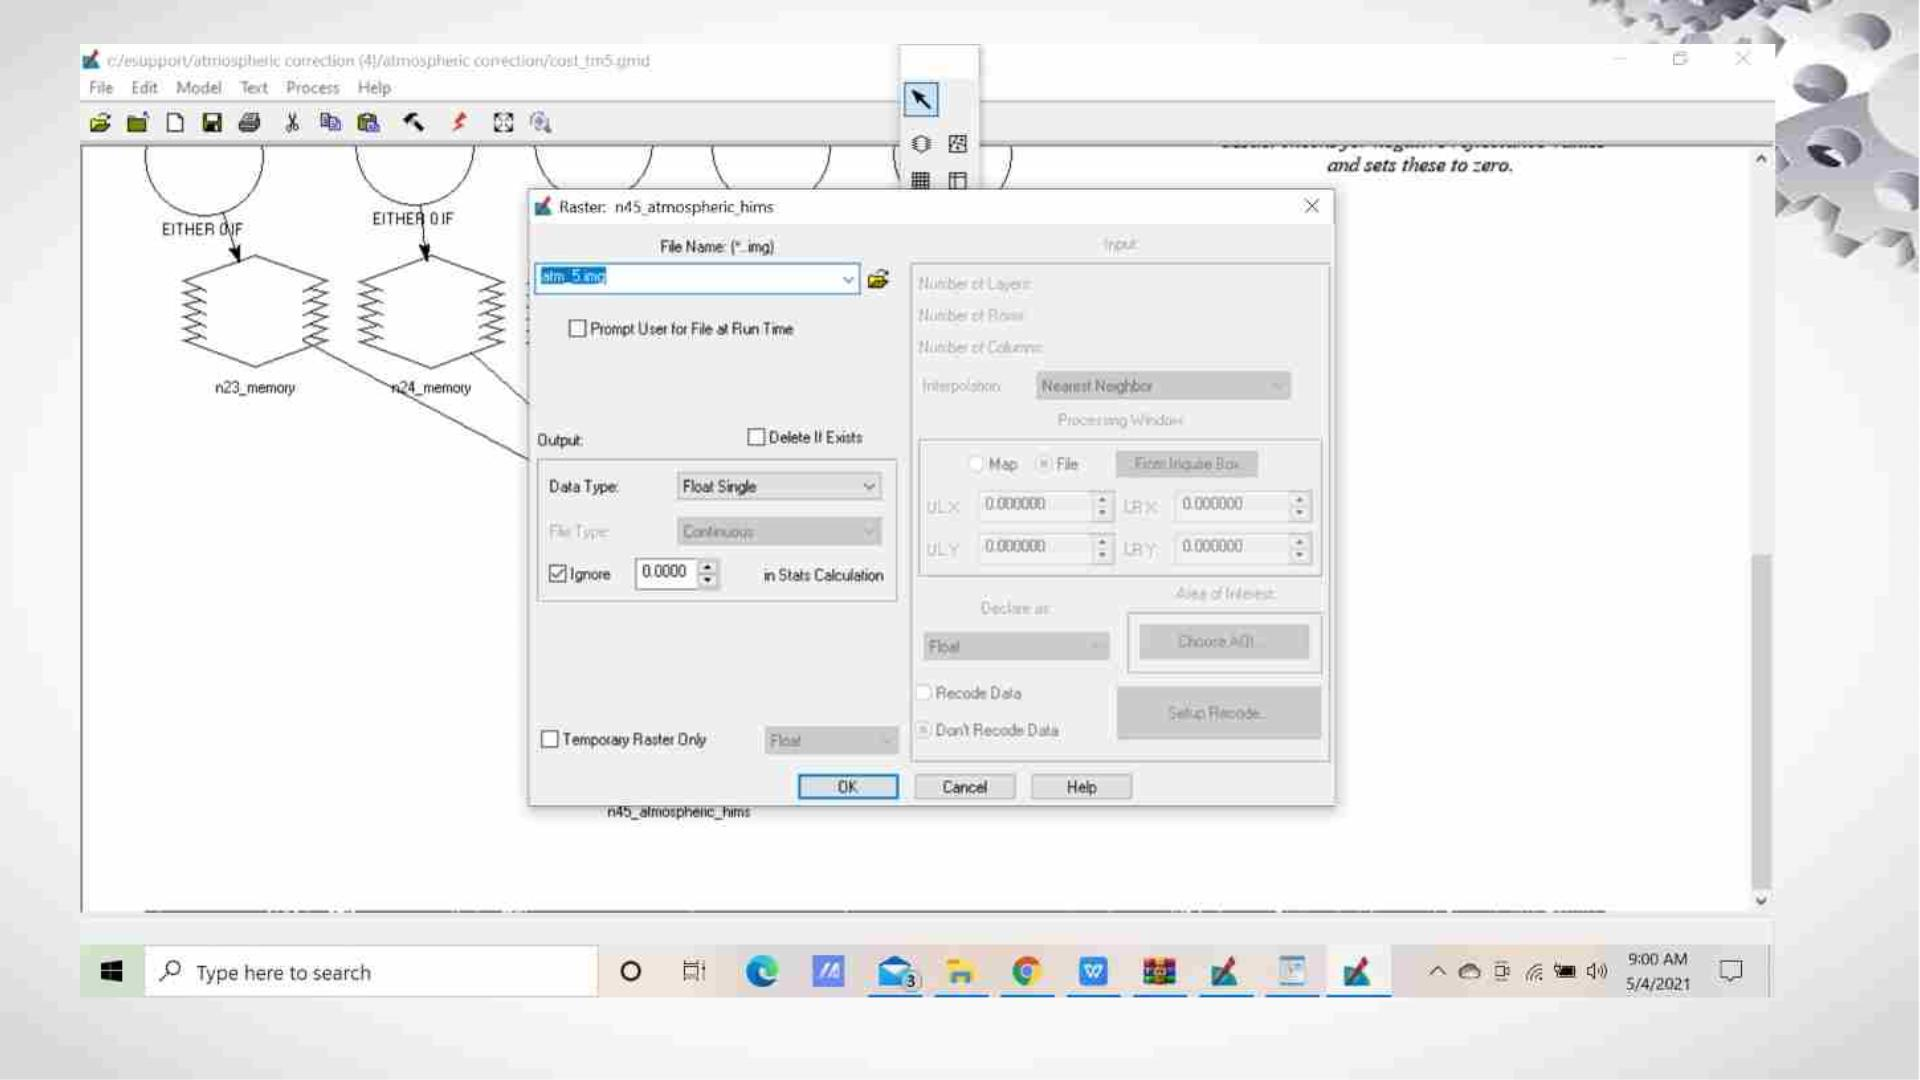 c:/esupport/atmospheric correction (4)/atmospheric correction/cost_tm5.gmd
File Edit Model Text Process Help
and sets these to zero.
EITHER 0 IF
EITHER 0 IF
n23_memory
n24_memory
Raster: n45_atmospheric_hims
File Name: (*.img)
atm_5.img
Prompt User for File at Run Time
Output:
Delete If Exists
Data Type:
Float Single
File Type:
Continuous
Ignore
0.0000
in Stats Calculation
Temporary Raster Only
Float
Input:
Number of Layers:
Number of Rows:
Number of Columns:
Interpolation:
Nearest Neighbor
Processing Window:
Map
File
From Inquire Box...
ULX:
0.000000
LRX:
0.000000
ULY:
0.000000
LRY:
0.000000
Declare as:
Area of Interest:
Float
Choose AOI...
Recode Data
Don't Recode Data
Setup Recode...
OK
Cancel
Help
n45_atmospheric_hims
Type here to search
3
9:00 AM
5/4/2021